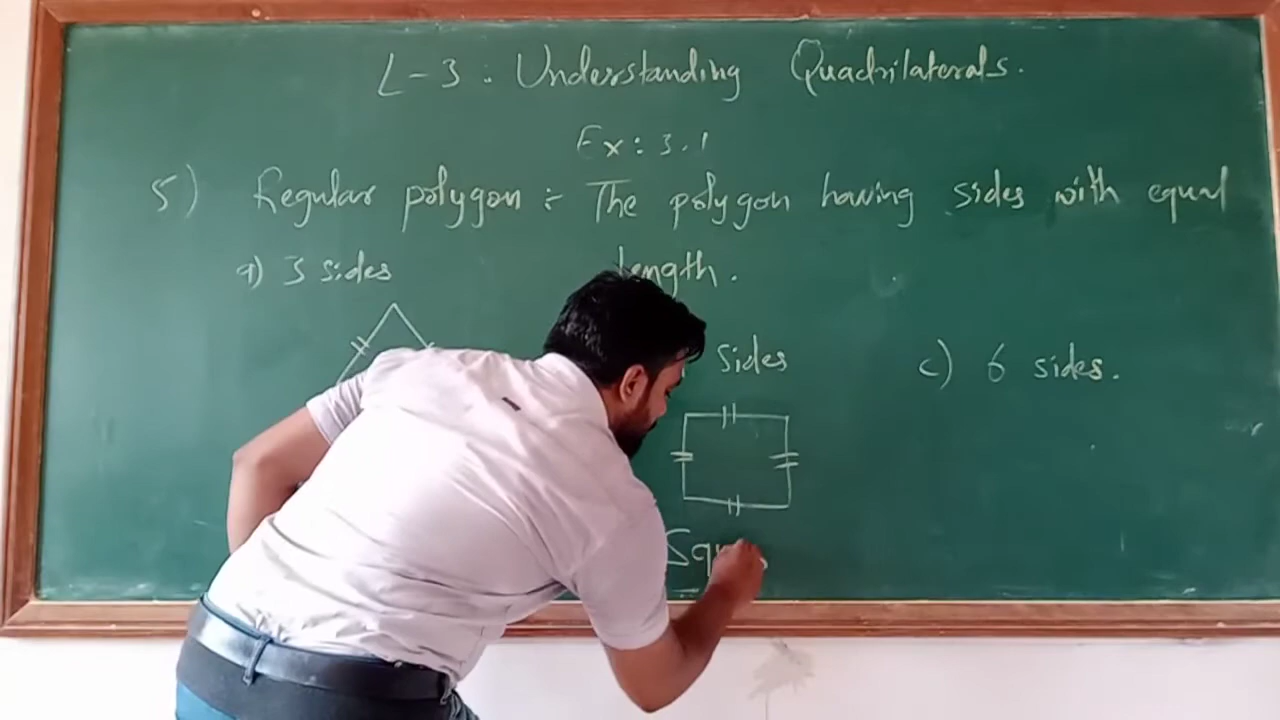 L-3 : Understanding Quadrilaterals.
Ex: 3.1
5) Regular polygon :- The polygon having sides with equal
length.
a) 3 sides
sides
c) 6 sides.